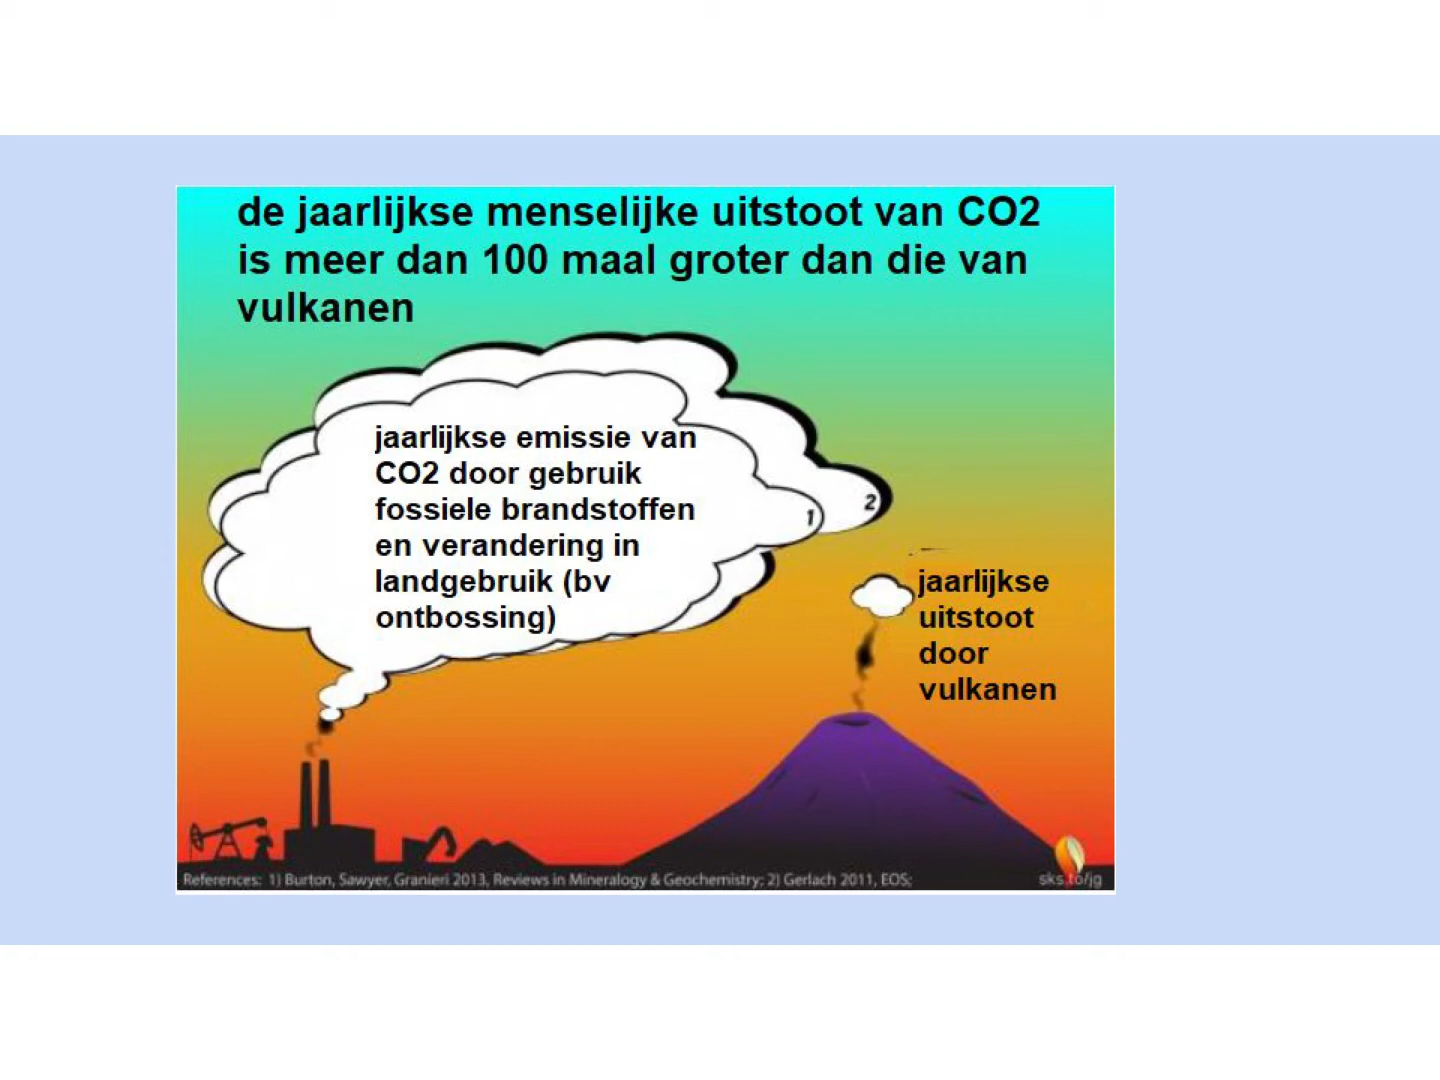 de jaarlijkse menselijke uitstoot van CO2
is meer dan 100 maal groter dan die van
vulkanen
jaarlijkse emissie van
CO2 door gebruik
fossiele brandstoffen
en verandering in
landgebruik (bv
ontbossing)
1
2
jaarlijkse
uitstoot
door
vulkanen
References: 1) Burton, Sawyer, Granieri 2013, Reviews in Mineralogy & Geochemistry; 2) Gerlach 2011, EOS;
sks.to/jg